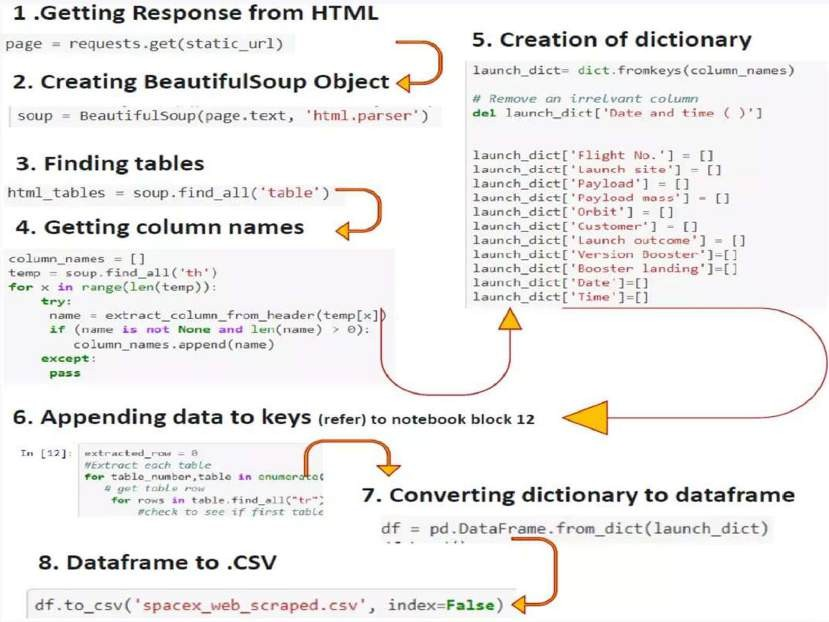 1 .Getting Response from HTML
page = requests.get(static_url)
2. Creating BeautifulSoup Object
soup = BeautifulSoup(page.text, 'html.parser')
3. Finding tables
html_tables = soup.find_all('table')
4. Getting column names
column_names = []
temp = soup.find_all('th')
for x in range(len(temp)):
try:
name = extract_column_from_header(temp[x])
if (name is not None and len(name) > 0):
column_names.append(name)
except:
pass
5. Creation of dictionary
launch_dict= dict.fromkeys(column_names)
# Remove an irrelvant column
del launch_dict['Date and time ( )']
launch_dict['Flight No.'] = []
launch_dict['Launch site'] = []
launch_dict['Payload'] = []
launch_dict['Payload mass'] = []
launch_dict['Orbit'] = []
launch_dict['Customer'] = []
launch_dict['Launch outcome'] = []
launch_dict['Version Booster']=[]
launch_dict['Booster landing']=[]
launch_dict['Date']=[]
launch_dict['Time']=[]
6. Appending data to keys (refer) to notebook block 12
In [12]: extracted_row = 0
#Extract each table
for table_number,table in enumerate(
# get table row
for rows in table.find_all("tr")
#check to see if first table
7. Converting dictionary to dataframe
df = pd.DataFrame.from_dict(launch_dict)
8. Dataframe to .CSV
df.to_csv('spacex_web_scraped.csv', index=False)